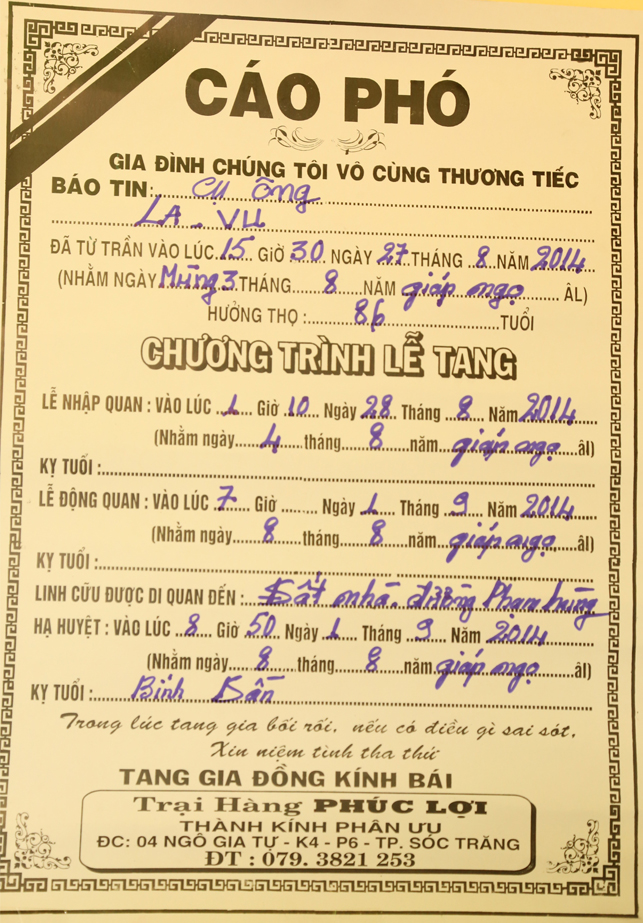 CÁO PHÓ
GIA ĐÌNH CHÚNG TÔI VÔ CÙNG THƯƠNG TIẾC
BÁO TIN: Cụ Ông
LA. VU
ĐÃ TỪ TRẦN VÀO LÚC 15 GIỜ 30 NGÀY 27 THÁNG 8 NĂM 2014
(NHẰM NGÀY Mùng 3 THÁNG 8 NĂM giáp ngọ ÂL)
HƯỞNG THỌ : 86 TUỔI
CHƯƠNG TRÌNH LỄ TANG
LỄ NHẬP QUAN : VÀO LÚC 1 Giờ 10 Ngày 28 Tháng 8 Năm 2014
(Nhằm ngày 4 tháng 8 năm giáp ngọ âl)
KỴ TUỔI :
LỄ ĐỘNG QUAN : VÀO LÚC 7 Giờ Ngày 1 Tháng 9 Năm 2014
(Nhằm ngày 8 tháng 8 năm giáp ngọ âl)
KỴ TUỔI :
LINH CỮU ĐƯỢC DI QUAN ĐẾN : Đất nhà. đường Phạm hùng
HẠ HUYỆT : VÀO LÚC 8 Giờ 50 Ngày 1 Tháng 9 Năm 2014
(Nhằm ngày 8 tháng 8 năm giáp ngọ âl)
KỴ TUỔI : Bính Dần
Trong lúc tang gia bối rối, nếu có điều gì sai sót,
Xin niệm tình tha thứ
TANG GIA ĐỒNG KÍNH BÁI
Trại Hàng PHÚC LỢI
THÀNH KÍNH PHÂN ƯU
ĐC: 04 NGÔ GIA TỰ - K4 - P6 - TP. SÓC TRĂNG
ĐT : 079. 3821 253